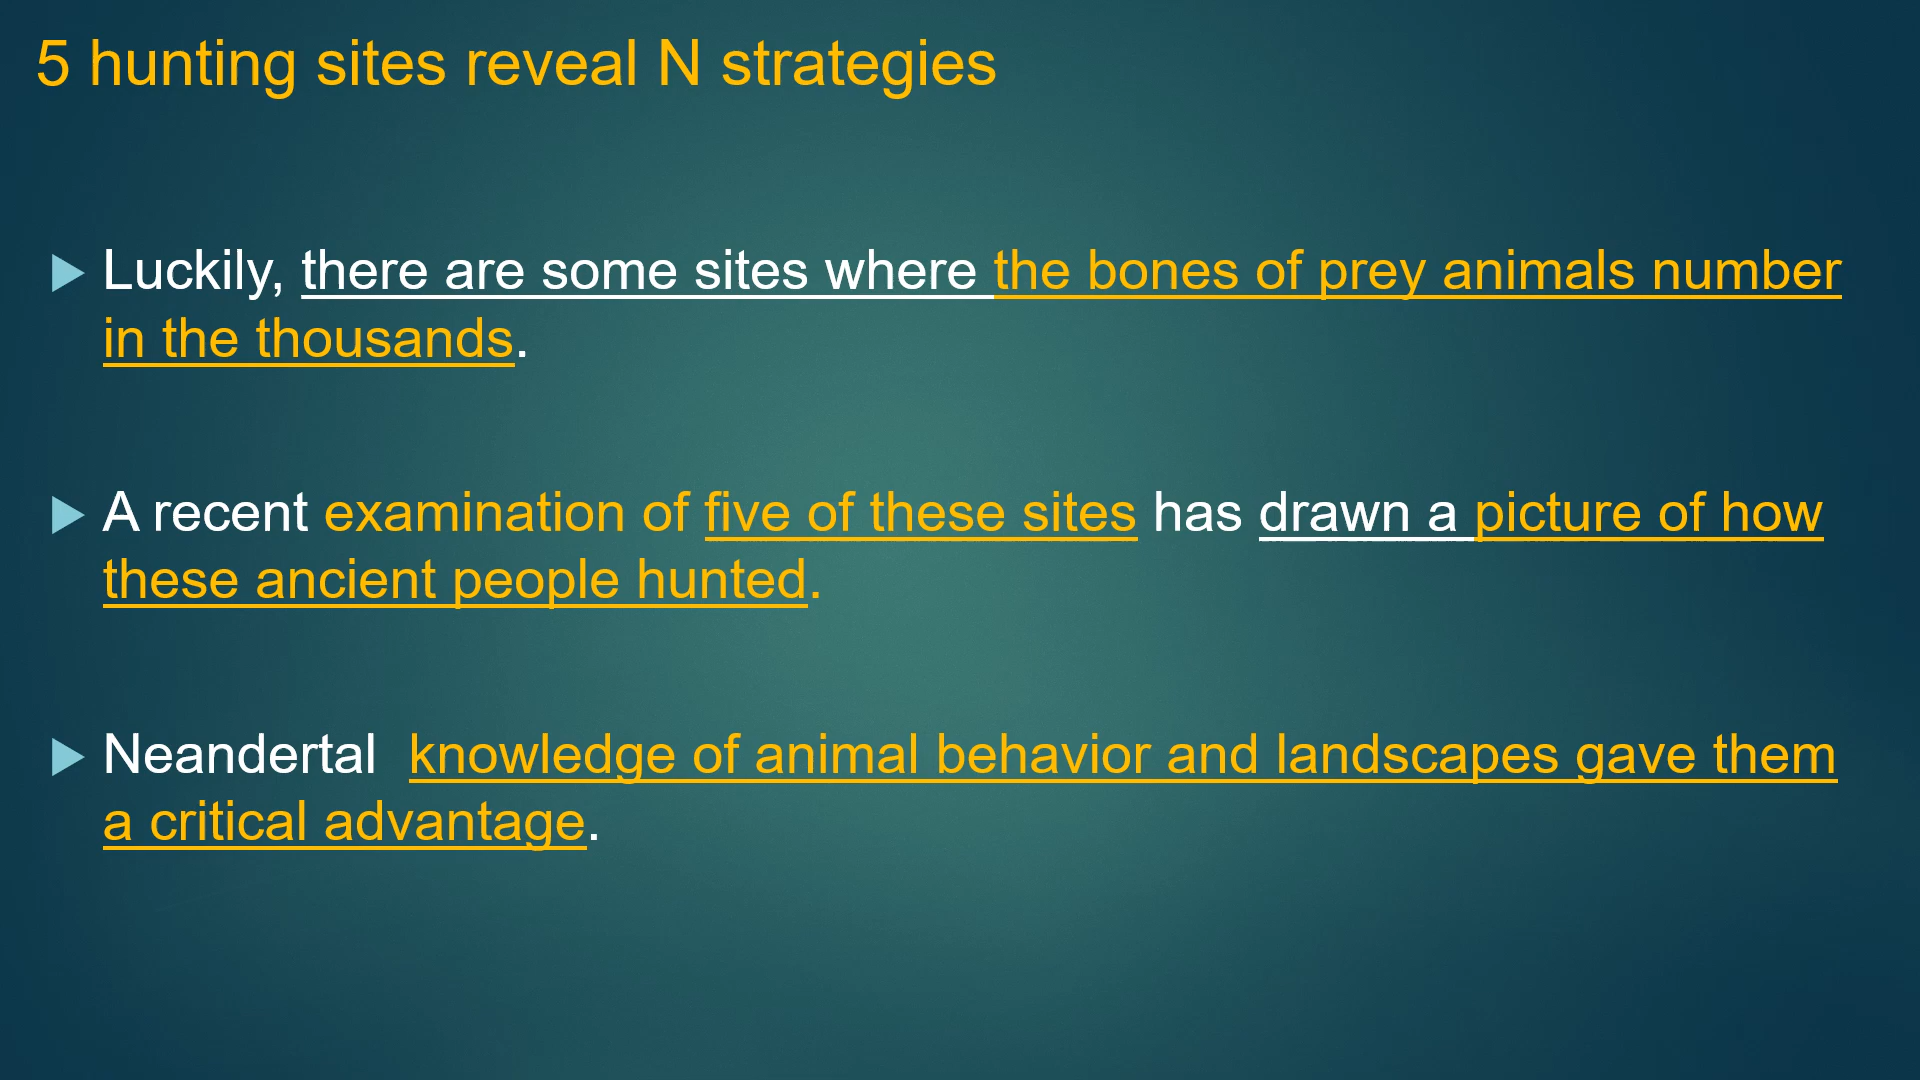 5 hunting sites reveal N strategies
Luckily, there are some sites where the bones of prey animals number
in the thousands.
A recent examination of five of these sites has drawn a picture of how
these ancient people hunted.
Neandertal  knowledge of animal behavior and landscapes gave them
a critical advantage.